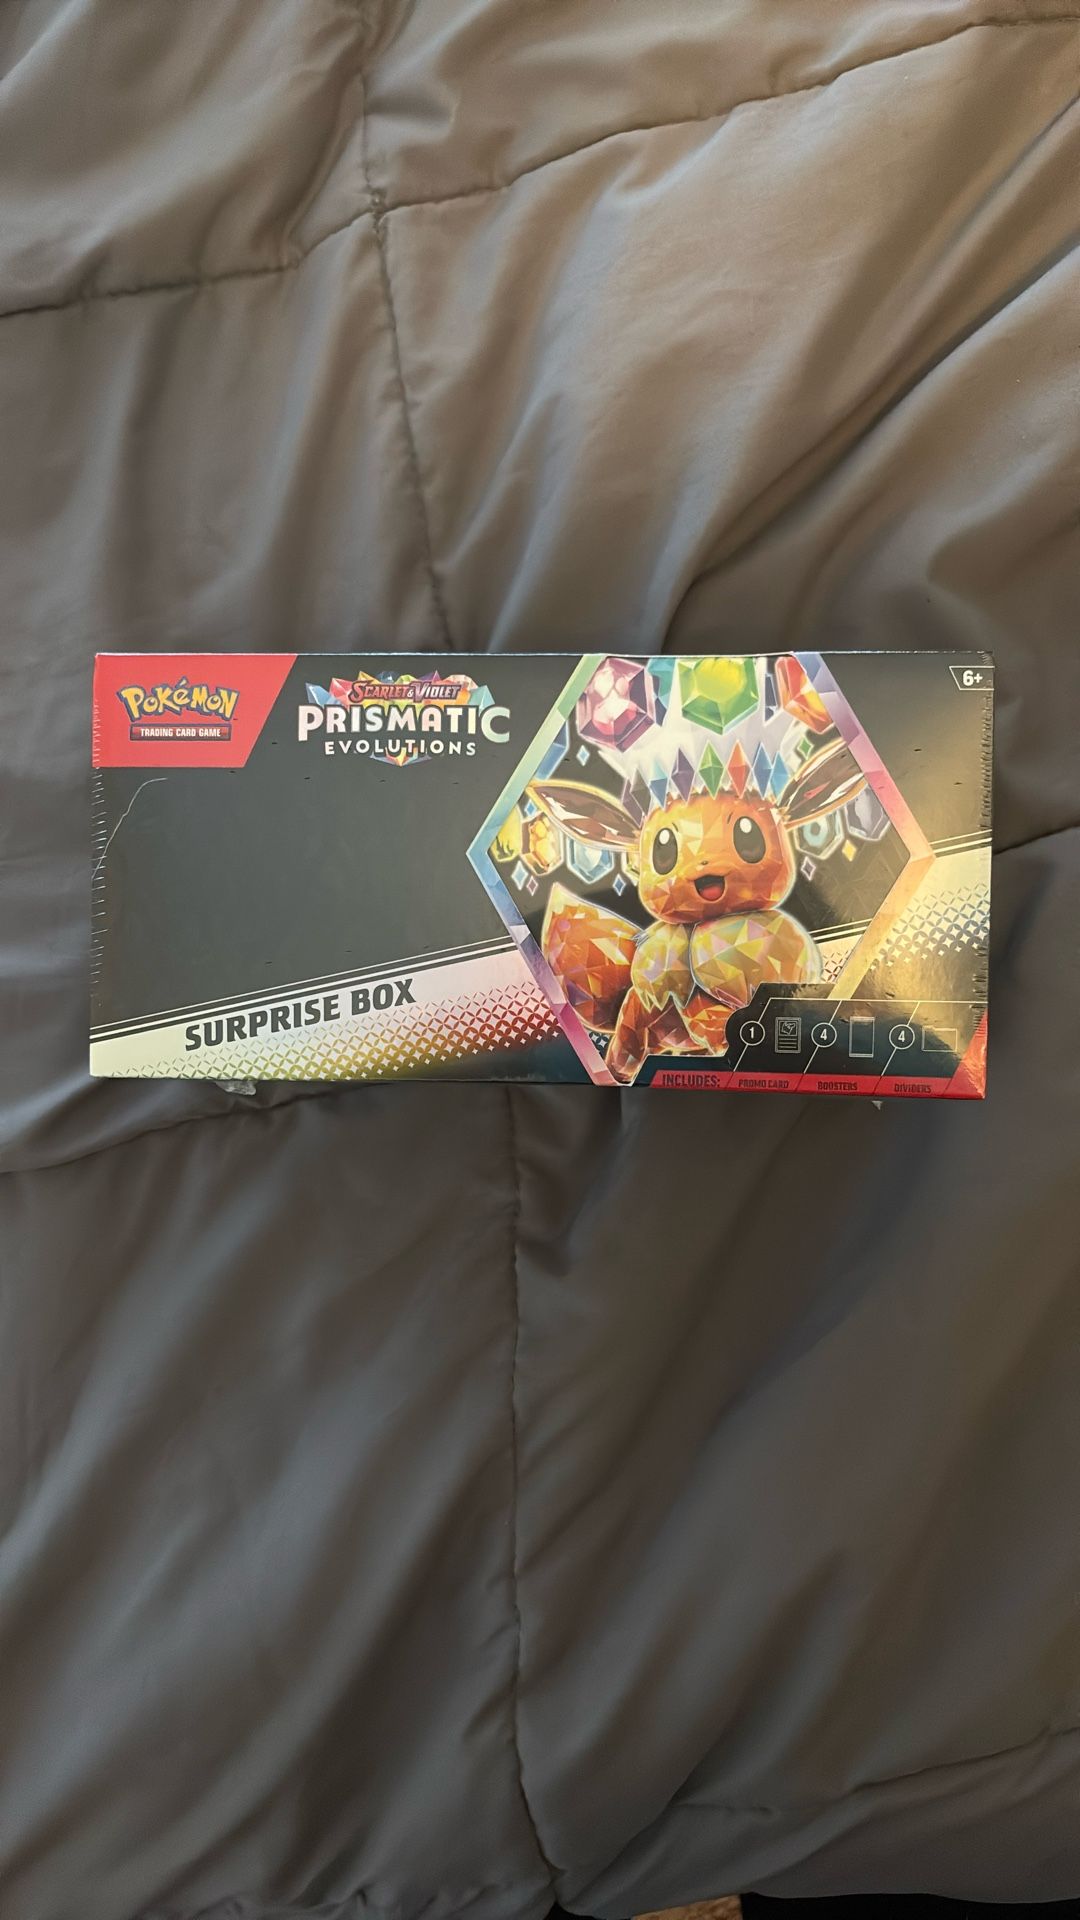 POKéMON
TRADING CARD GAME
SCARLET & VIOLET
PRISMATIC
EVOLUTIONS
6+
SURPRISE BOX
1 4 4
INCLUDES: PROMO CARD BOOSTERS DIVIDERS